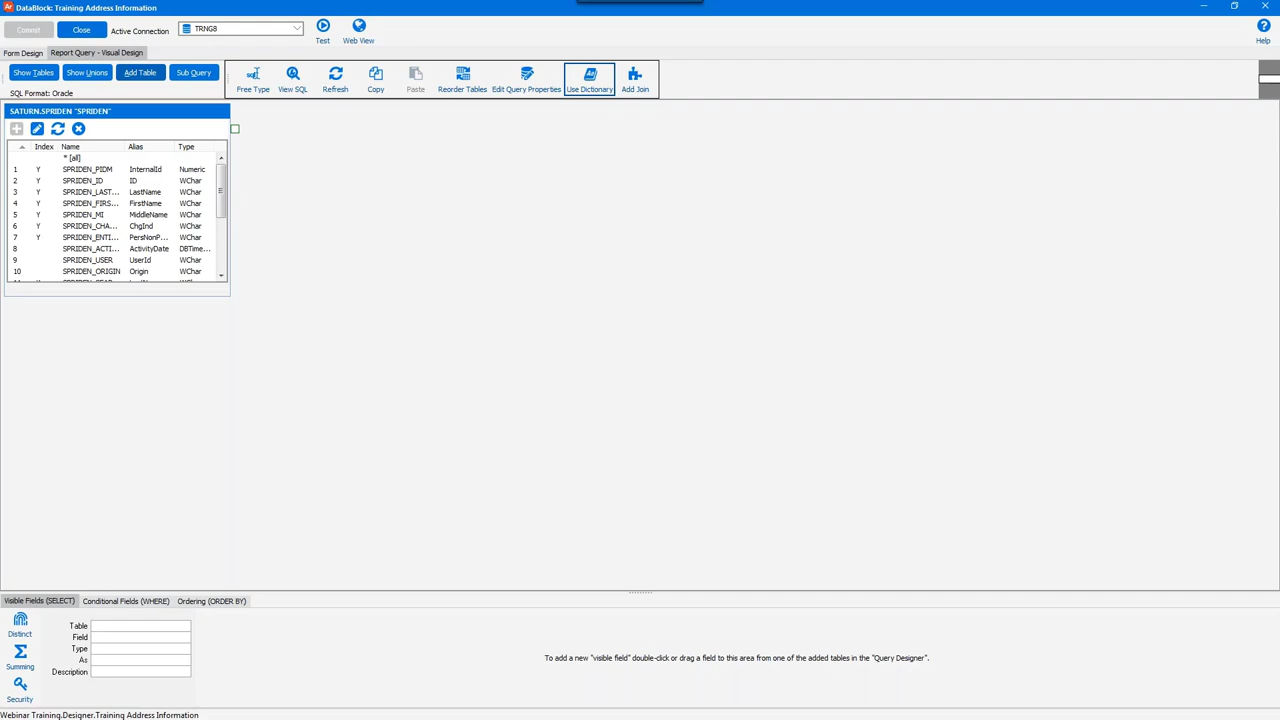 Ar DataBlock: Training Address Information
Commit Close Active Connection TRNG8 Test Web View Help
Form Design Report Query - Visual Design
Show Tables Show Unions Add Table Sub Query Free Type View SQL Refresh Copy Paste Reorder Tables Edit Query Properties Use Dictionary Add Join
SQL Format: Oracle
SATURN.SPRIDEN "SPRIDEN"
Index Name Alias Type
* [all]
1 Y SPRIDEN_PIDM InternalId Numeric
2 Y SPRIDEN_ID ID WChar
3 Y SPRIDEN_LAST... LastName WChar
4 Y SPRIDEN_FIRS... FirstName WChar
5 Y SPRIDEN_MI MiddleName WChar
6 Y SPRIDEN_CHA... ChgInd WChar
7 Y SPRIDEN_ENTI... PersNonP... WChar
8 SPRIDEN_ACTI... ActivityDate DBTime...
9 SPRIDEN_USER UserId WChar
10 SPRIDEN_ORIGIN Origin WChar
Visible Fields (SELECT) Conditional Fields (WHERE) Ordering (ORDER BY)
Distinct
Summing
Security
Table
Field
Type
As
Description
To add a new "visible field" double-click or drag a field to this area from one of the added tables in the "Query Designer".
Webinar Training.Designer.Training Address Information